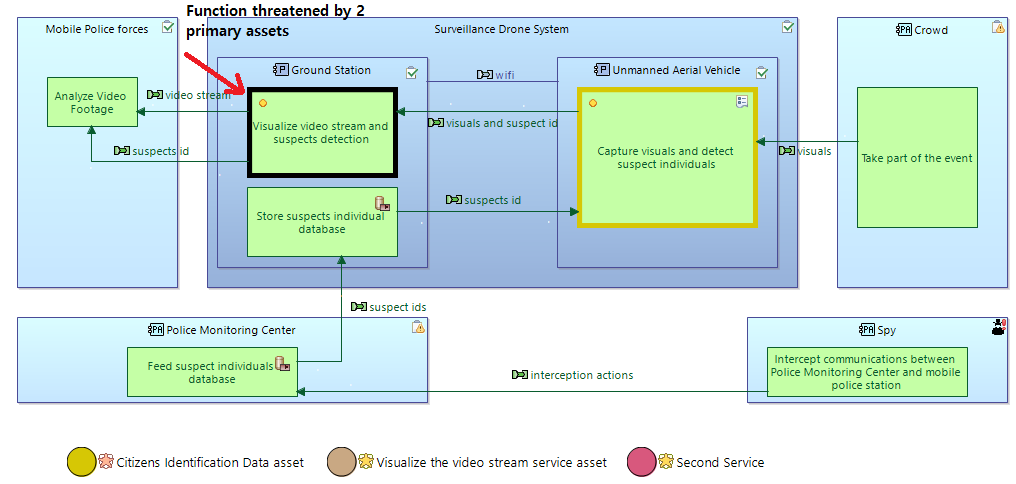 Function threatened by 2
primary assets
Mobile Police forces
Surveillance Drone System
PA Crowd
P Ground Station
wifi
P Unmanned Aerial Vehicle
Analyze Video
Footage
video stream
Visualize video stream and
suspects detection
visuals and suspect id
Capture visuals and detect
suspect individuals
visuals
Take part of the event
suspects id
Store suspects individual
database
suspects id
suspect ids
PA Police Monitoring Center
PA Spy
Feed suspect individuals
database
interception actions
Intercept communications between
Police Monitoring Center and mobile
police station
Citizens Identification Data asset
Visualize the video stream service asset
Second Service